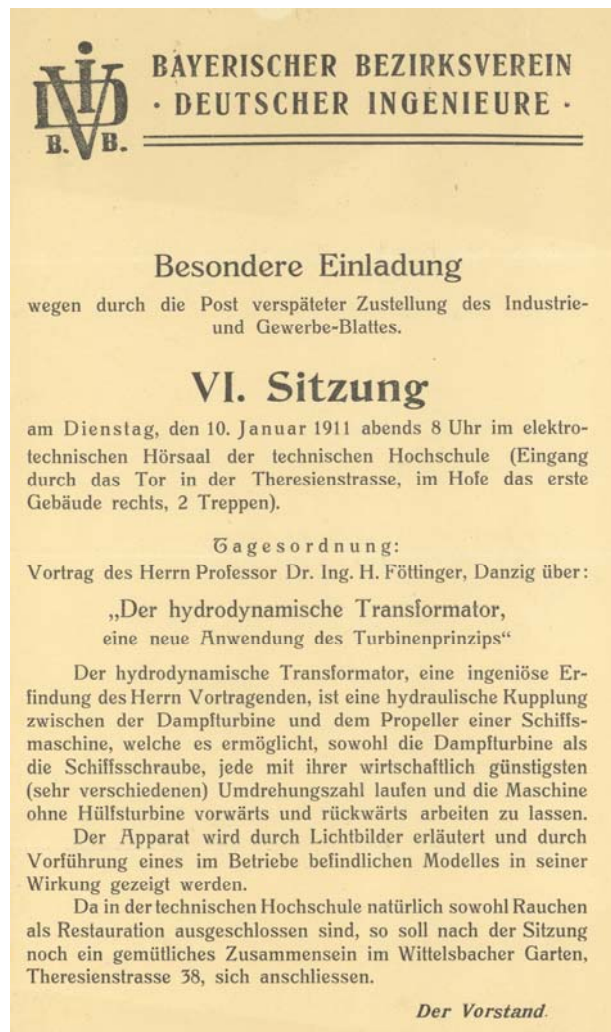 BAYERISCHER BEZIRKSVEREIN
· DEUTSCHER INGENIEURE ·
VDI
B. B.
Besondere Einladung
wegen durch die Post verspäteter Zustellung des Industrie-
und Gewerbe-Blattes.
VI. Sitzung
am Dienstag, den 10. Januar 1911 abends 8 Uhr im elektro-
technischen Hörsaal der technischen Hochschule (Eingang
durch das Tor in der Theresienstrasse, im Hofe das erste
Gebäude rechts, 2 Treppen).
Tagesordnung:
Vortrag des Herrn Professor Dr. Ing. H. Föttinger, Danzig über:
„Der hydrodynamische Transformator,
eine neue Anwendung des Turbinenprinzips“
Der hydrodynamische Transformator, eine ingeniöse Er-
findung des Herrn Vortragenden, ist eine hydraulische Kupplung
zwischen der Dampfturbine und dem Propeller einer Schiffs-
maschine, welche es ermöglicht, sowohl die Dampfturbine als
die Schiffsschraube, jede mit ihrer wirtschaftlich günstigsten
(sehr verschiedenen) Umdrehungszahl laufen und die Maschine
ohne Hülfsturbine vorwärts und rückwärts arbeiten zu lassen.
Der Apparat wird durch Lichtbilder erläutert und durch
Vorführung eines im Betriebe befindlichen Modelles in seiner
Wirkung gezeigt werden.
Da in der technischen Hochschule natürlich sowohl Rauchen
als Restauration ausgeschlossen sind, so soll nach der Sitzung
noch ein gemütliches Zusammensein im Wittelsbacher Garten,
Theresienstrasse 38, sich anschliessen.
Der Vorstand.